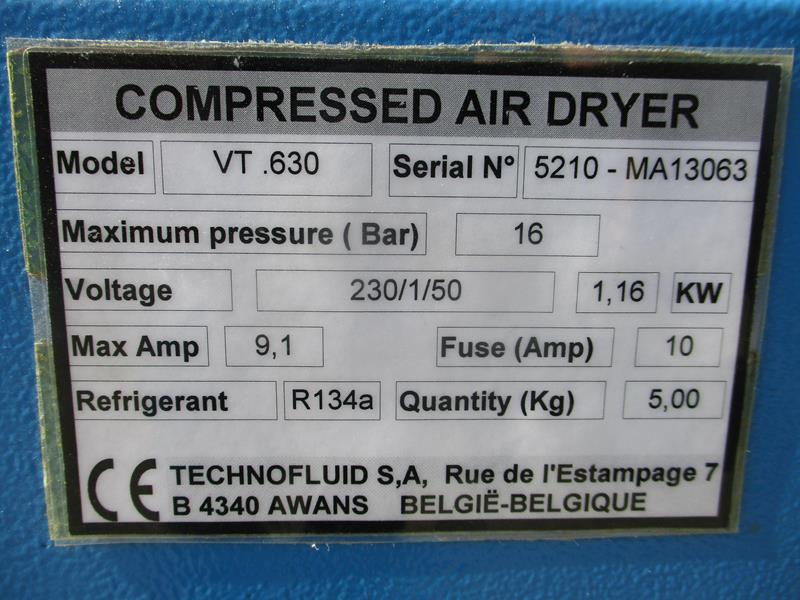 COMPRESSED AIR DRYER
Model VT .630 Serial N° 5210 - MA13063
Maximum pressure ( Bar) 16
Voltage 230/1/50 1,16 KW
Max Amp 9,1 Fuse (Amp) 10
Refrigerant R134a Quantity (Kg) 5,00
CE TECHNOFLUID S,A, Rue de l'Estampage 7
B 4340 AWANS BELGIË-BELGIQUE